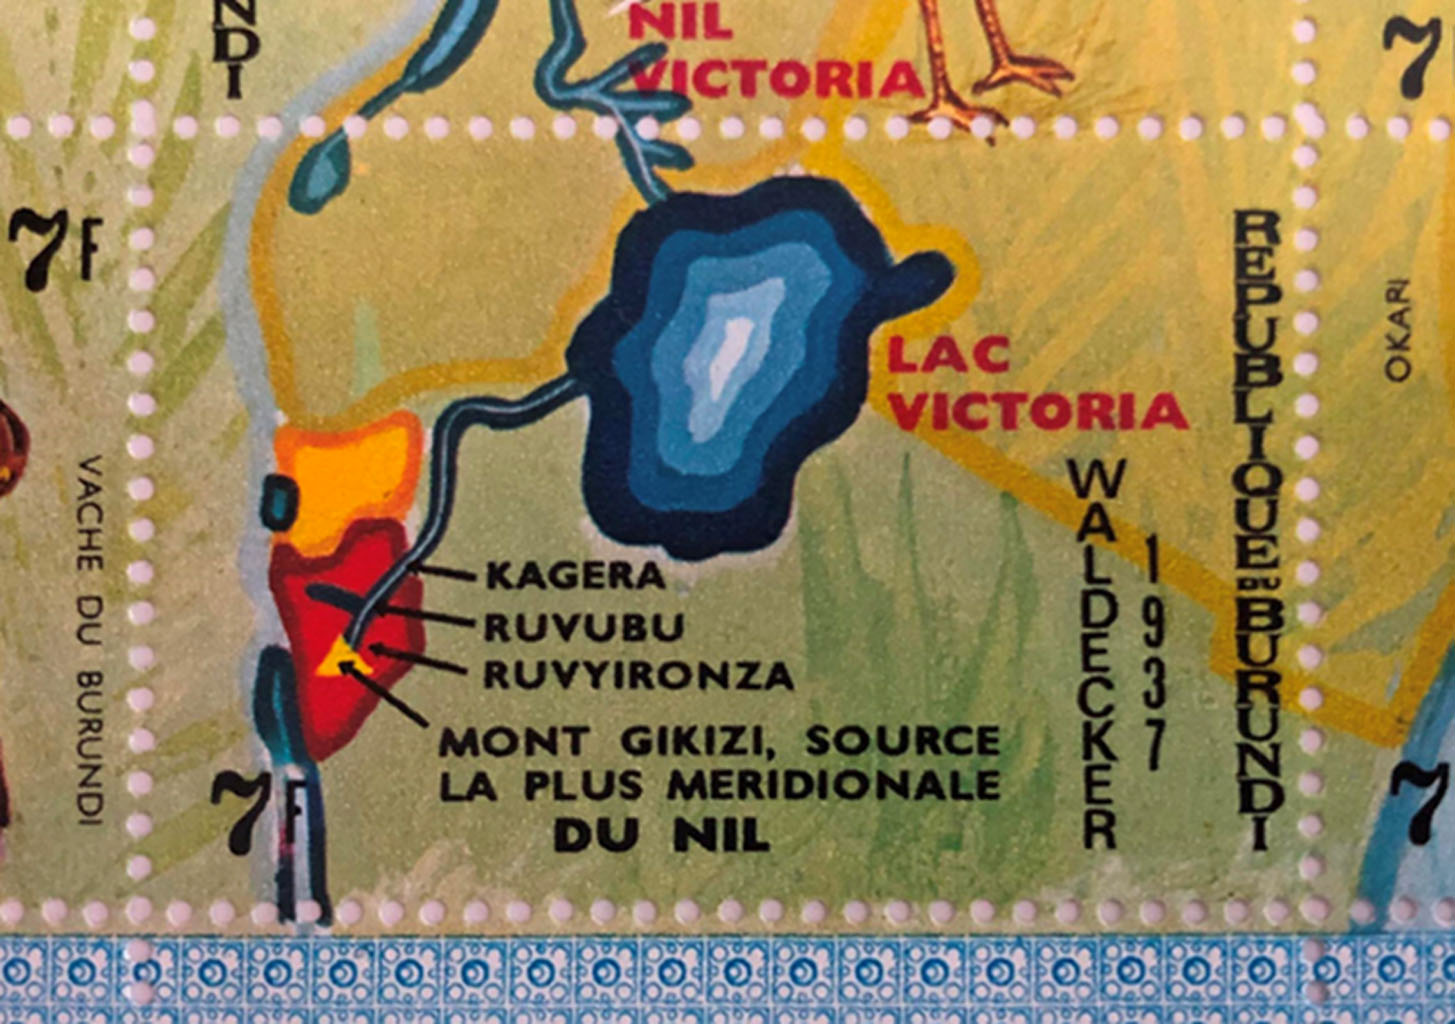 NDI
NIL
VICTORIA
7
7F
VACHE DU BURUNDI
LAC
VICTORIA
KAGERA
RUVUBU
RUVYIRONZA
MONT GIKIZI, SOURCE
LA PLUS MERIDIONALE
DU NIL
7F
WALDECKER
1937
REPUBLIQUE DU BURUNDI
OKARI
7